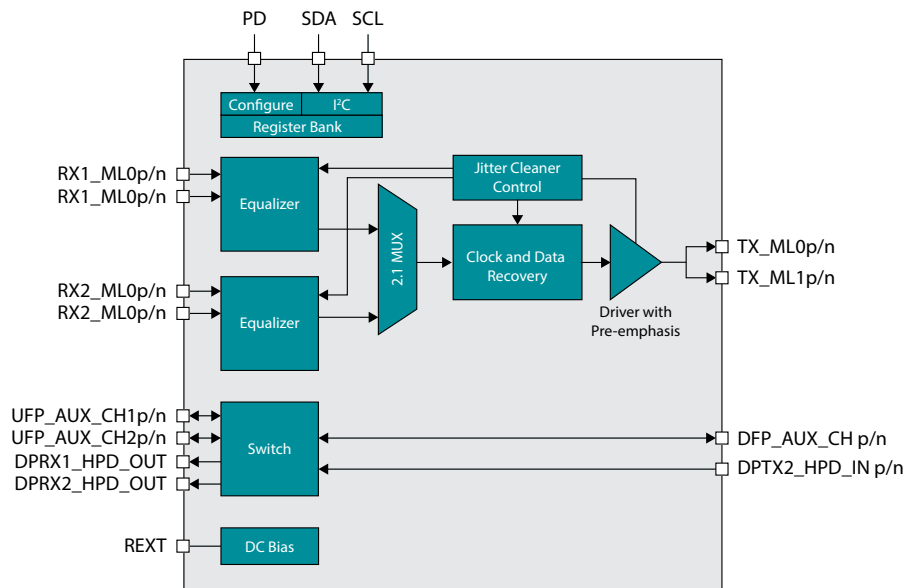 PD SDA SCL
Configure I²C
Register Bank
RX1_ML0p/n
RX1_ML0p/n
Equalizer
Jitter Cleaner
Control
2.1 MUX
Clock and Data
Recovery
TX_ML0p/n
TX_ML1p/n
RX2_ML0p/n
RX2_ML0p/n
Equalizer
Driver with
Pre-emphasis
UFP_AUX_CH1p/n
UFP_AUX_CH2p/n
DPRX1_HPD_OUT
DPRX2_HPD_OUT
Switch
DFP_AUX_CH p/n
DPTX2_HPD_IN p/n
REXT
DC Bias